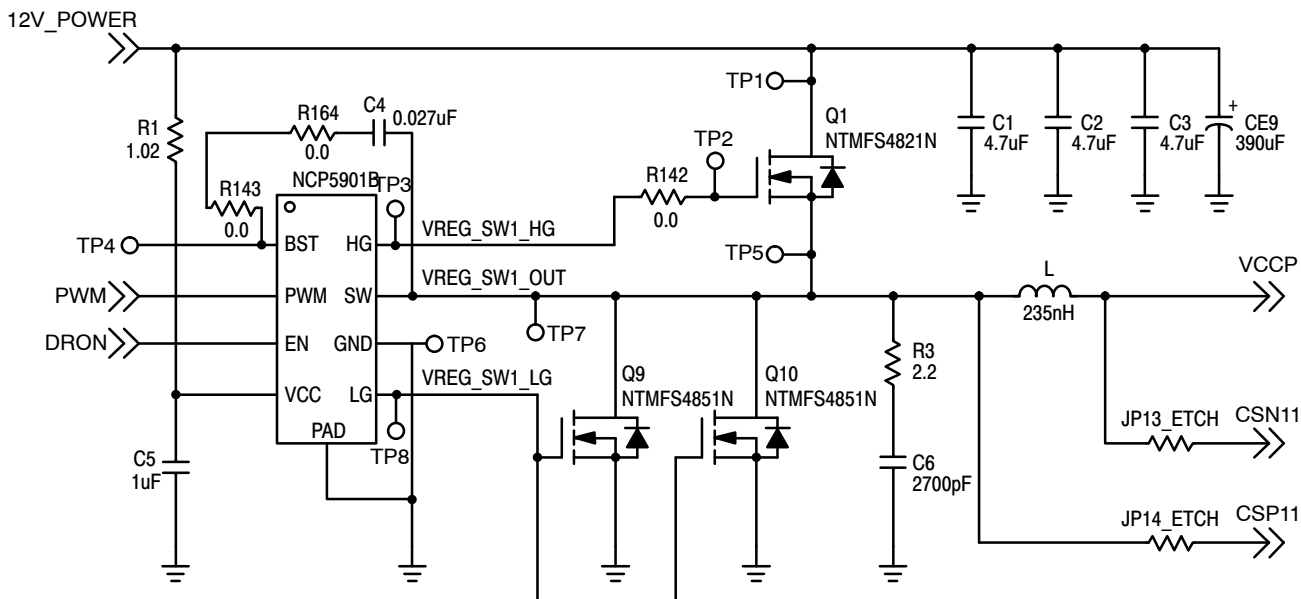 12V_POWER
TP1
R164
C4
0.027uF
0.0
R1
1.02
Q1
NTMFS4821N
C1
4.7uF
C2
4.7uF
C3
4.7uF
+
CE9
390uF
R143
0.0
NCP5901B
TP3
TP2
R142
0.0
TP4
BST
HG
VREG_SW1_HG
TP5
PWM
PWM
SW
VREG_SW1_OUT
L
235nH
VCCP
TP7
DRON
EN
GND
TP6
R3
2.2
VCC
LG
VREG_SW1_LG
Q9
NTMFS4851N
Q10
NTMFS4851N
PAD
TP8
JP13_ETCH
CSN11
C5
1uF
C6
2700pF
JP14_ETCH
CSP11